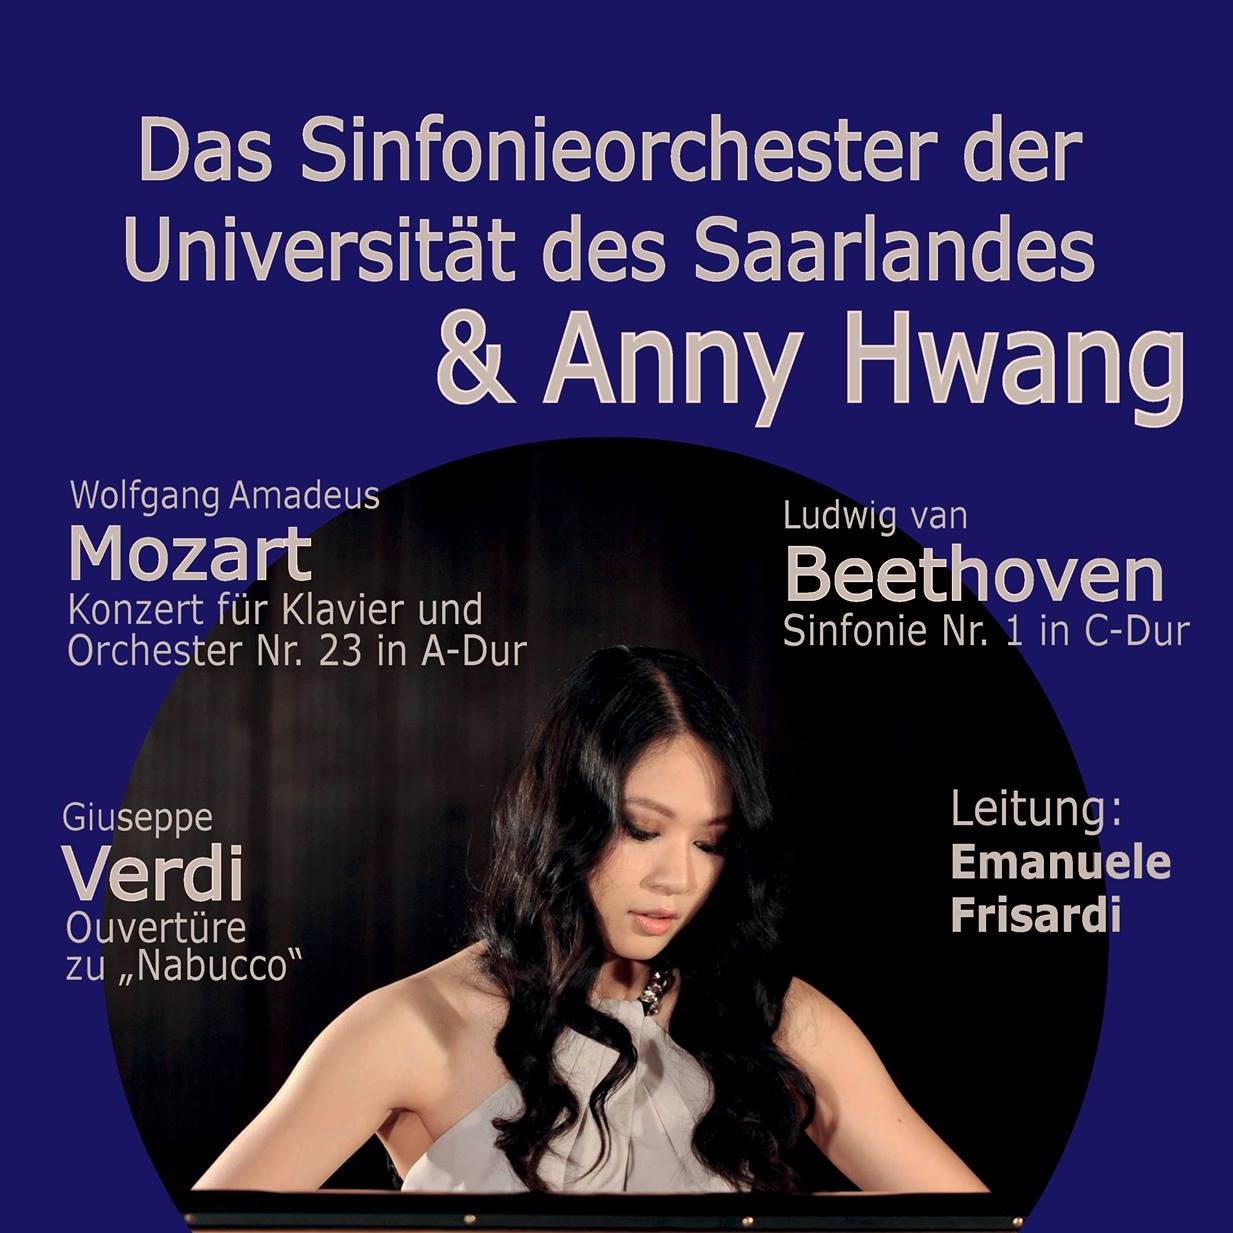 Das Sinfonieorchester der
Universität des Saarlandes
& Anny Hwang
Wolfgang Amadeus
Mozart
Konzert für Klavier und
Orchester Nr. 23 in A-Dur
Ludwig van
Beethoven
Sinfonie Nr. 1 in C-Dur
Giuseppe
Verdi
Ouvertüre
zu „Nabucco“
Leitung:
Emanuele
Frisardi